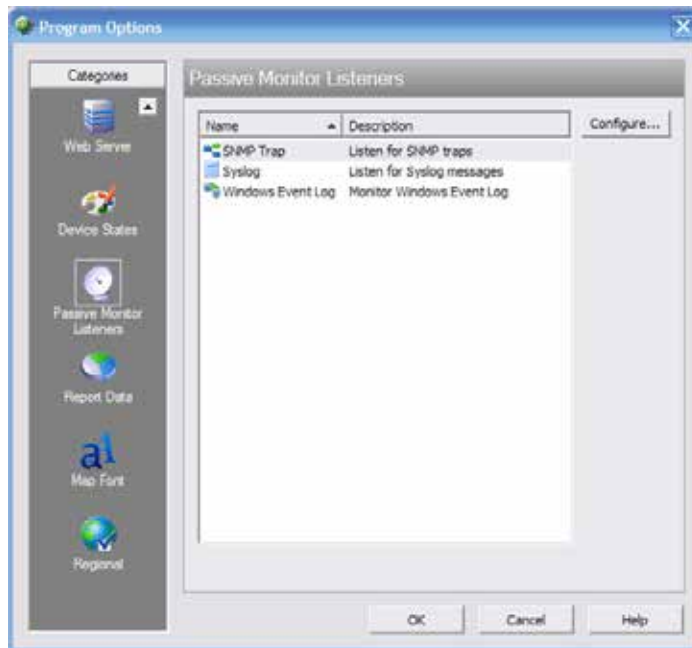 Program Options
Categories
Web Server
Device States
Passive Monitor
Listeners
Report Data
Map Font
Regional
Passive Monitor Listeners
Name Description
SNMP Trap Listen for SNMP traps
Syslog Listen for Syslog messages
Windows Event Log Monitor Windows Event Log
Configure...
OK Cancel Help